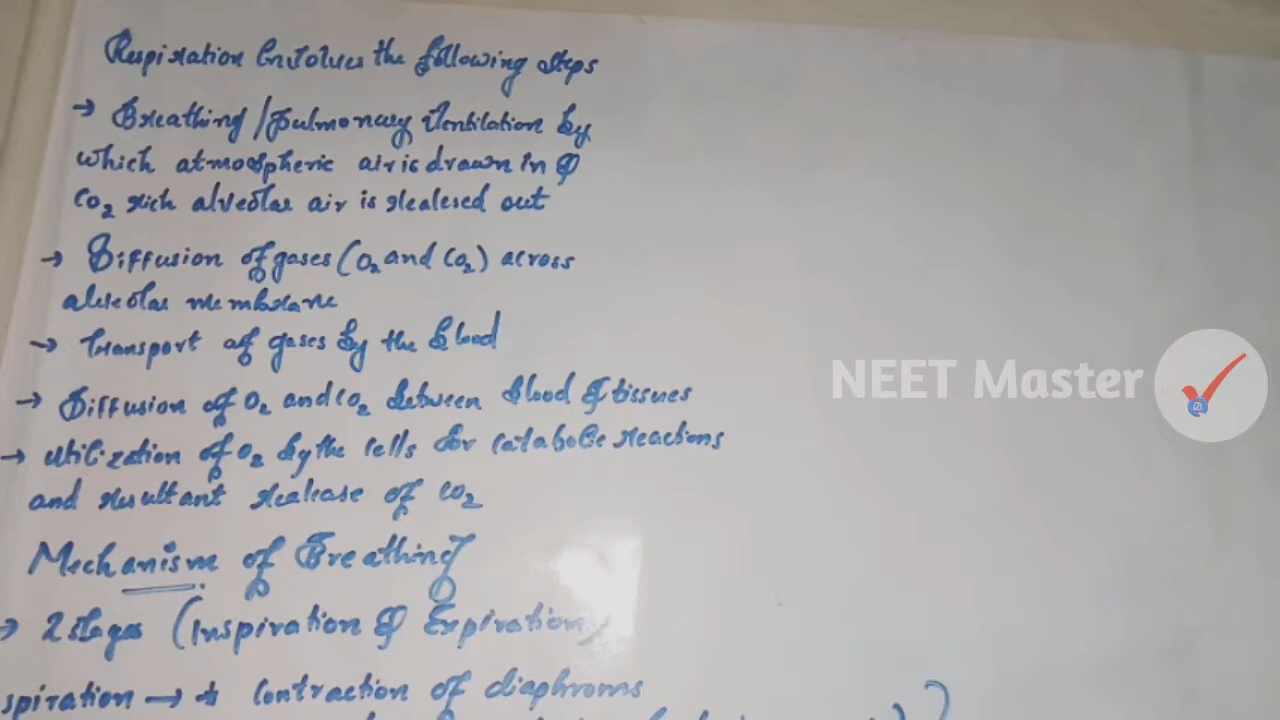 Respiration Involves the following steps
→ Breathing/pulmonary Ventilation by
which atmospheric air is drawn in &
CO2 rich alveolar air is realesed out
→ Diffusion of gases (O2 and CO2) across
alveolar membrane
→ Transport of gases by the blood
NEET Master
→ Diffusion of O2 and CO2 between blood & tissues
→ Utilization of O2 by the cells for catabolic reactions
and resultant realease of CO2
Mechanism of Breathing
→ 2 stages (Inspiration & Expiration)
spiration → + contraction of diaphroms